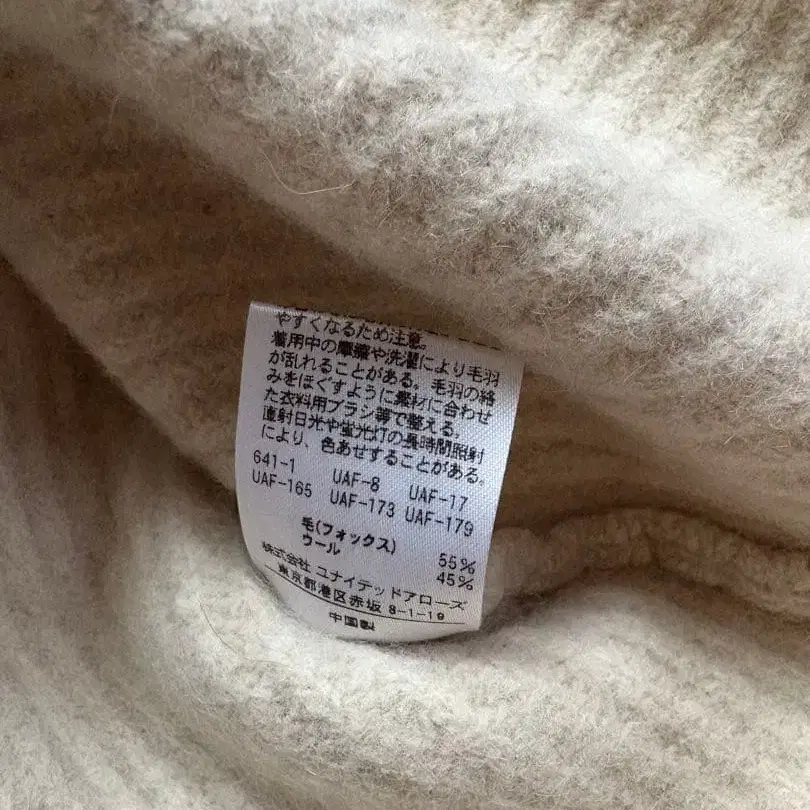 やすくなるため注意。
着用中の摩擦や洗濯により毛羽
が乱れることがある。毛羽の絡
みをほぐすように素材に合わせ
た衣料用ブラシ等で整える。
直射日光や蛍光灯の長時間照射
により、色あせすることがある。
641-1 UAF-8 UAF-17
UAF-165 UAF-173 UAF-179
毛(フォックス) 55%
ウール 45%
株式会社 ユナイテッドアローズ
東京都港区赤坂 8-1-19
中国製